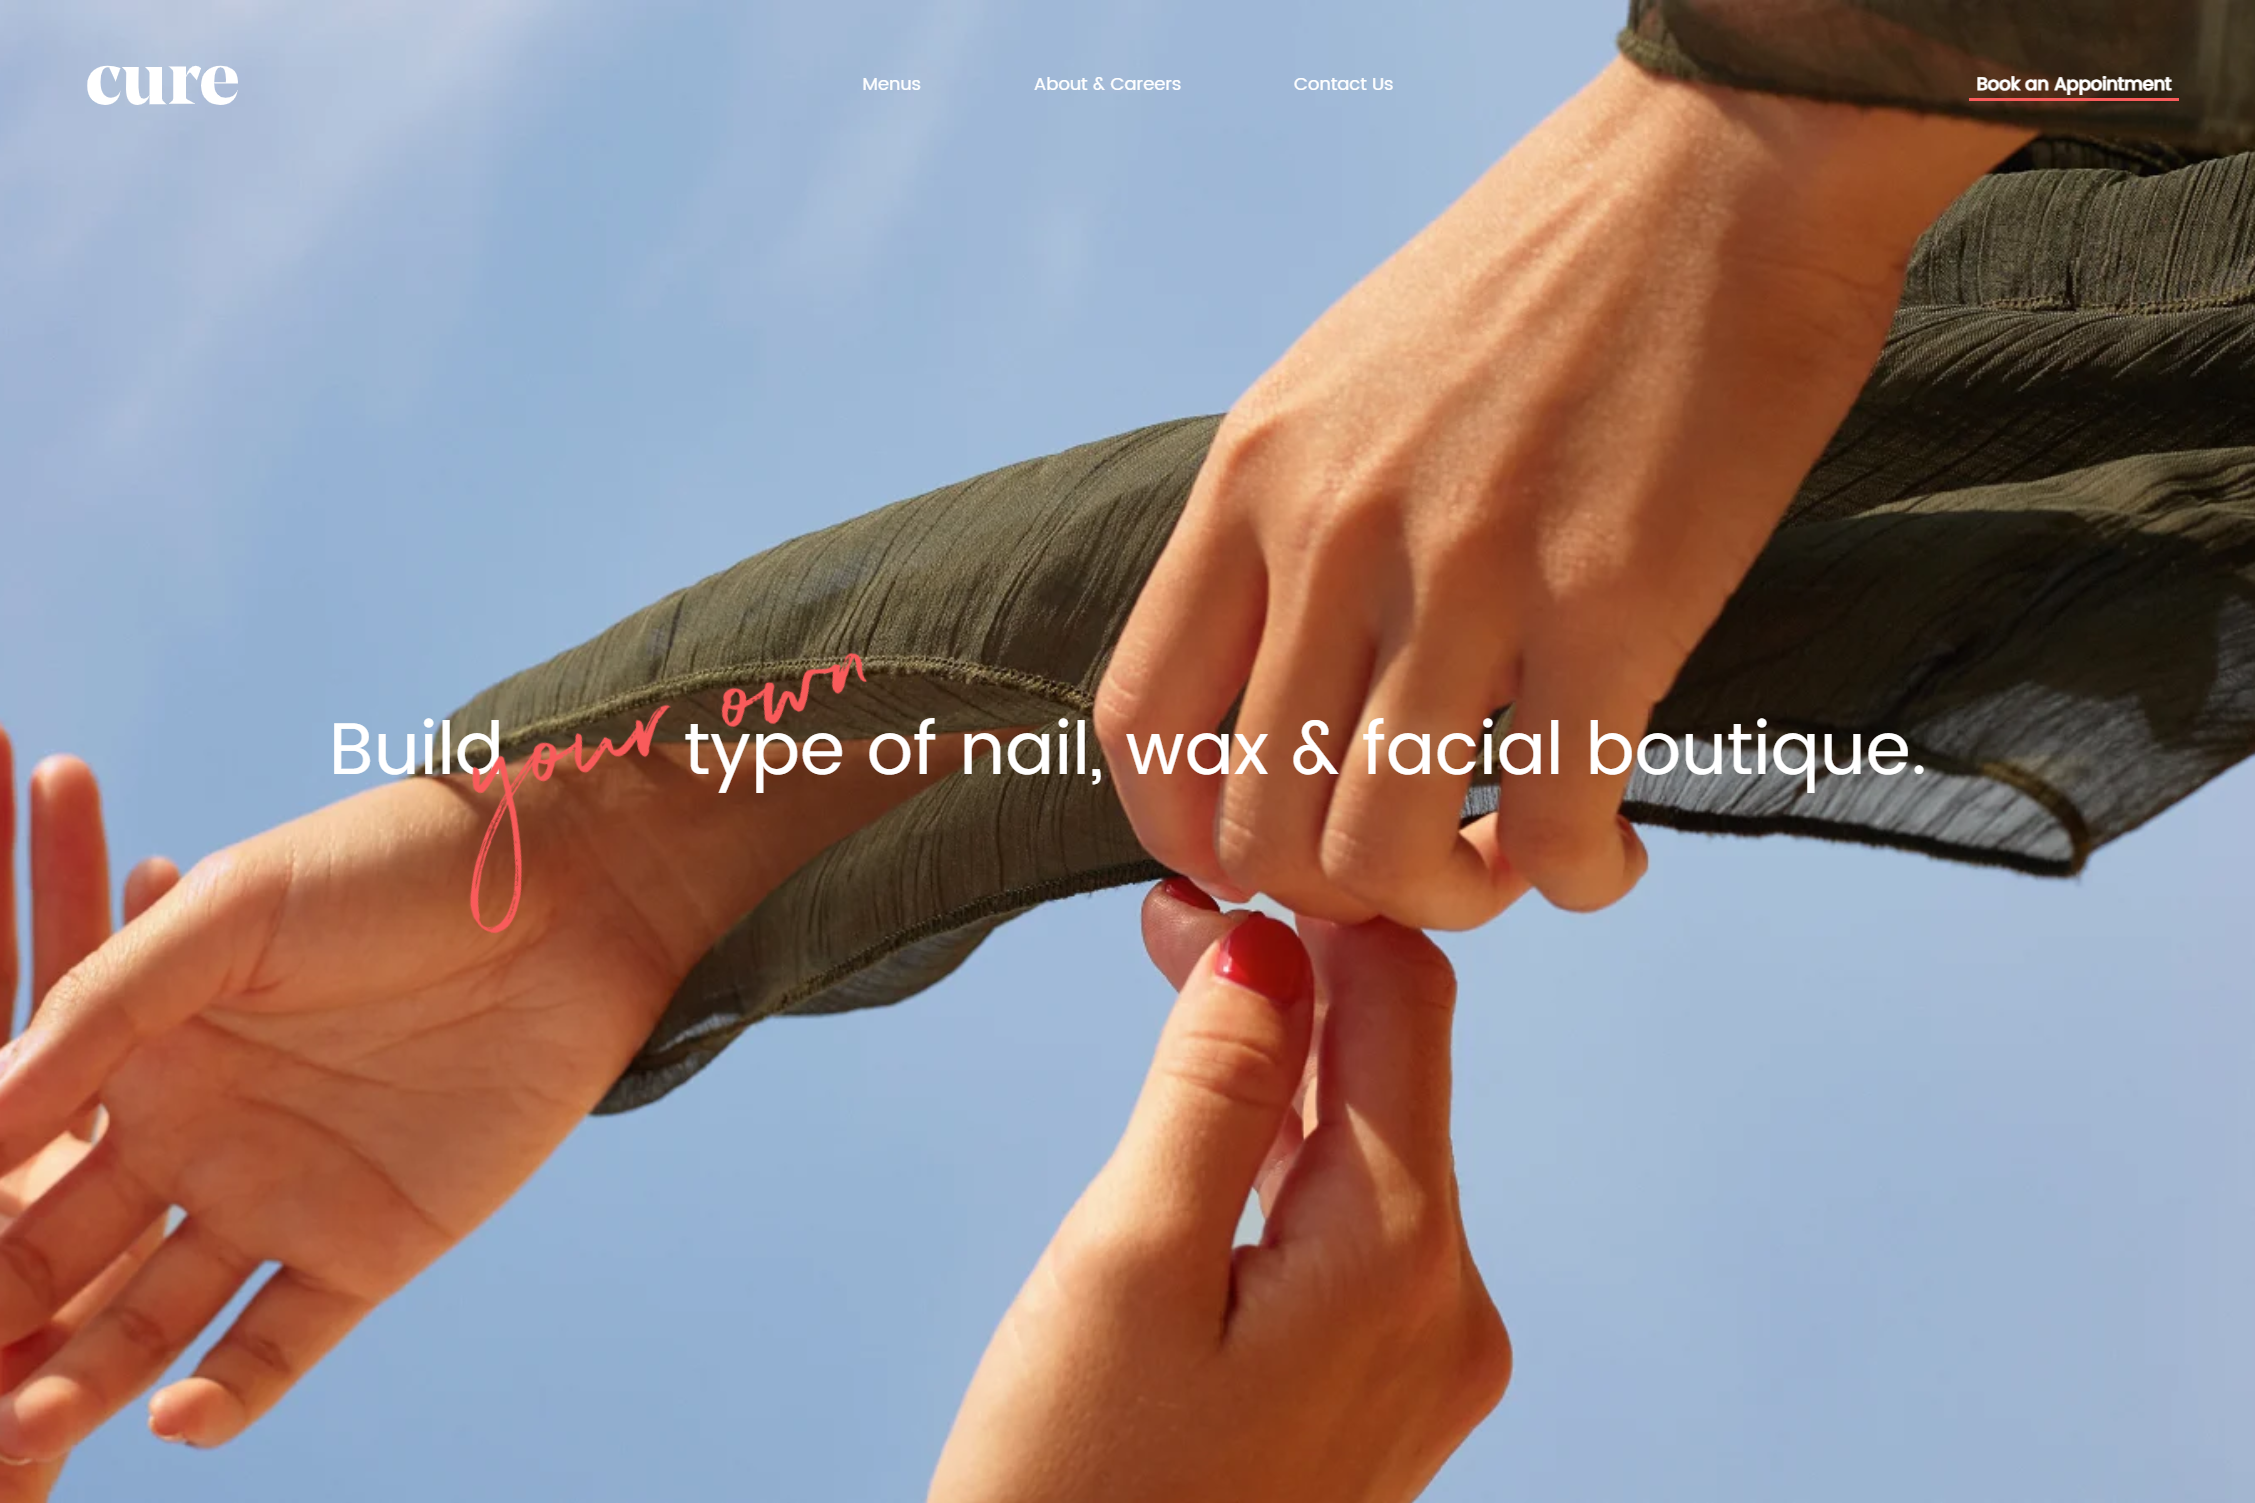 cure
Menus
About & Careers
Contact Us
Book an Appointment
Build your own type of nail, wax & facial boutique.